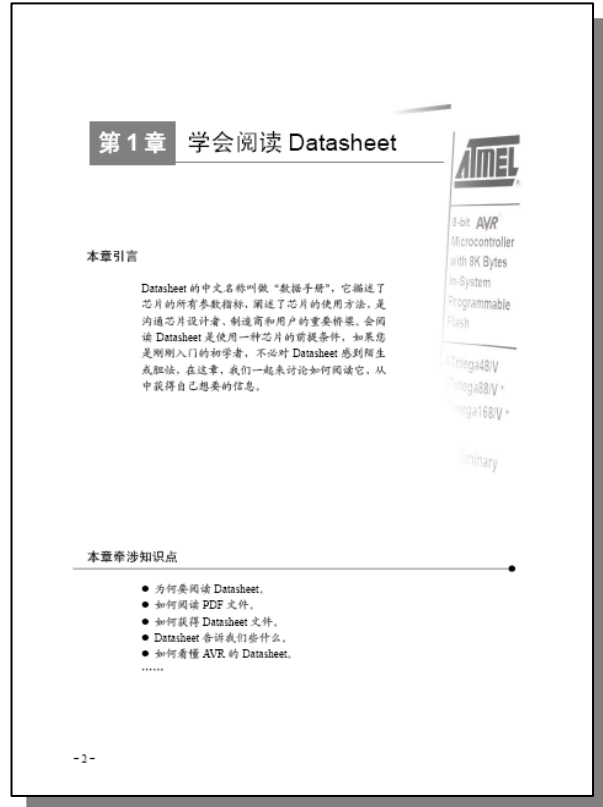 第1章 学会阅读 Datasheet
ATMEL
®
8-bit AVR®
Microcontroller
with 8K Bytes
In-System
Programmable
Flash
ATmega48/V
ATmega88/V *
ATmega168/V *
本章引言
Datasheet 的中文名称叫做“数据手册”,它描述了
芯片的所有参数指标,阐述了芯片的使用方法,是
沟通芯片设计者、制造商和用户的重要桥梁。会阅
读 Datasheet 是使用一种芯片的前提条件,如果您
是刚刚入门的初学者,不必对 Datasheet 感到陌生
或胆怯,在这章,我们一起来讨论如何阅读它,从
中获得自己想要的信息。
本章牵涉知识点
● 为何要阅读 Datasheet。
● 如何阅读 PDF 文件。
● 如何获得 Datasheet 文件。
● Datasheet 告诉我们些什么。
● 如何看懂 AVR 的 Datasheet。
……
-2-